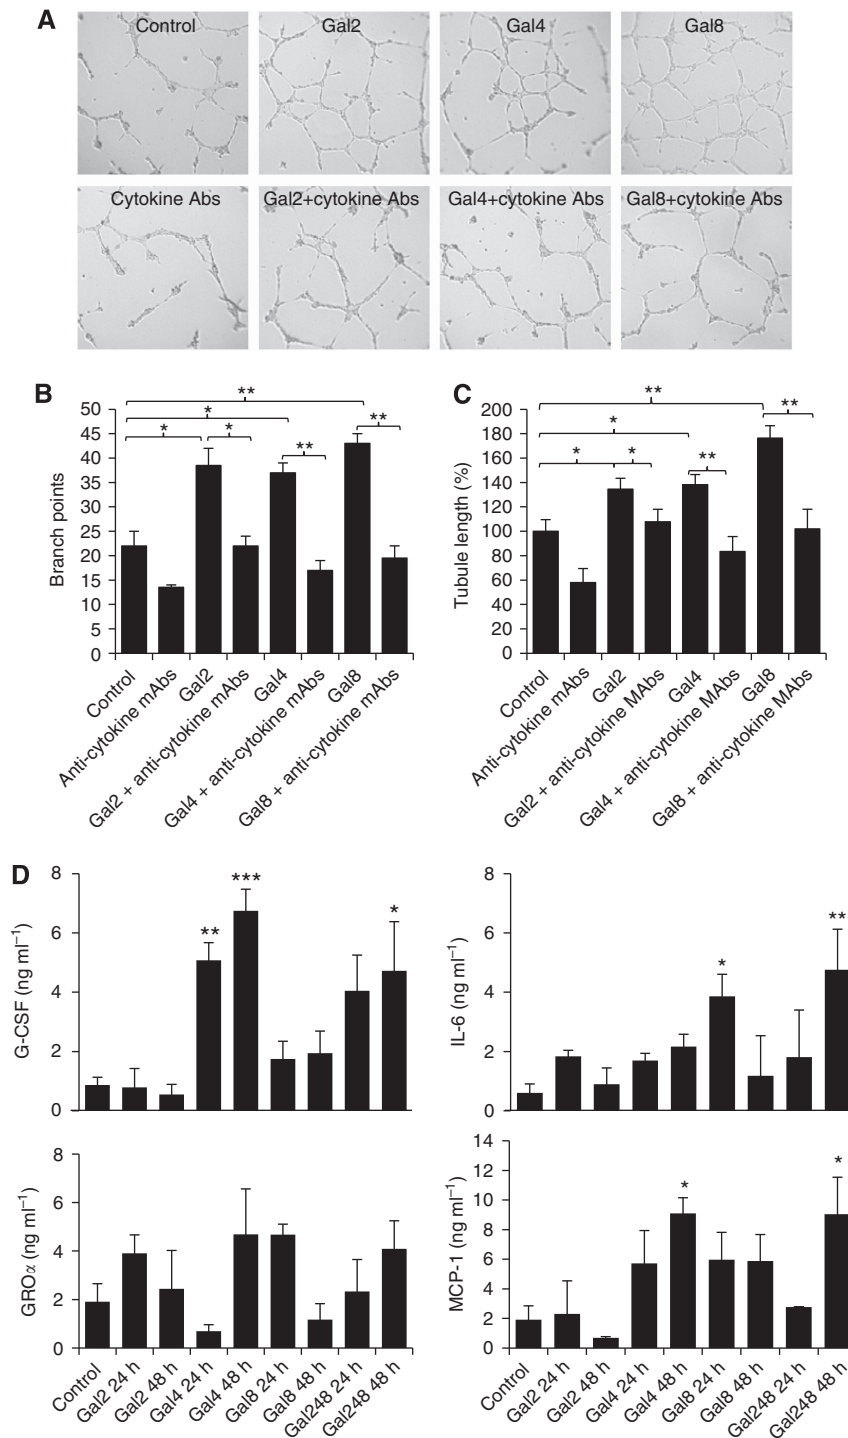 A
Control
Gal2
Gal4
Gal8
Cytokine Abs
Gal2+cytokine Abs
Gal4+cytokine Abs
Gal8+cytokine Abs
B
Branch points
50
45
40
35
30
25
20
15
10
5
0
**
*
*
*
**
**
Control
Anti-cytokine mAbs
Gal2
Gal2 + anti-cytokine mAbs
Gal4
Gal4 + anti-cytokine mAbs
Gal8
Gal8 + anti-cytokine mAbs
C
Tubule length (%)
200
180
160
140
120
100
80
60
40
20
0
**
**
*
*
*
**
Control
Anti-cytokine mAbs
Gal2
Gal2 + anti-cytokine MAbs
Gal4
Gal4 + anti-cytokine MAbs
Gal8
Gal8 + anti-cytokine MAbs
D
G-CSF (ng ml⁻¹)
8
6
4
2
0
**
***
*
IL-6 (ng ml⁻¹)
8
6
4
2
0
*
**
GROα (ng ml⁻¹)
8
6
4
2
0
Control
Gal2 24 h
Gal2 48 h
Gal4 24 h
Gal4 48 h
Gal8 24 h
Gal8 48 h
Gal248 24 h
Gal248 48 h
MCP-1 (ng ml⁻¹)
14
12
10
8
6
4
2
0
*
*
Control
Gal2 24 h
Gal2 48 h
Gal4 24 h
Gal4 48 h
Gal8 24 h
Gal8 48 h
Gal248 24 h
Gal248 48 h